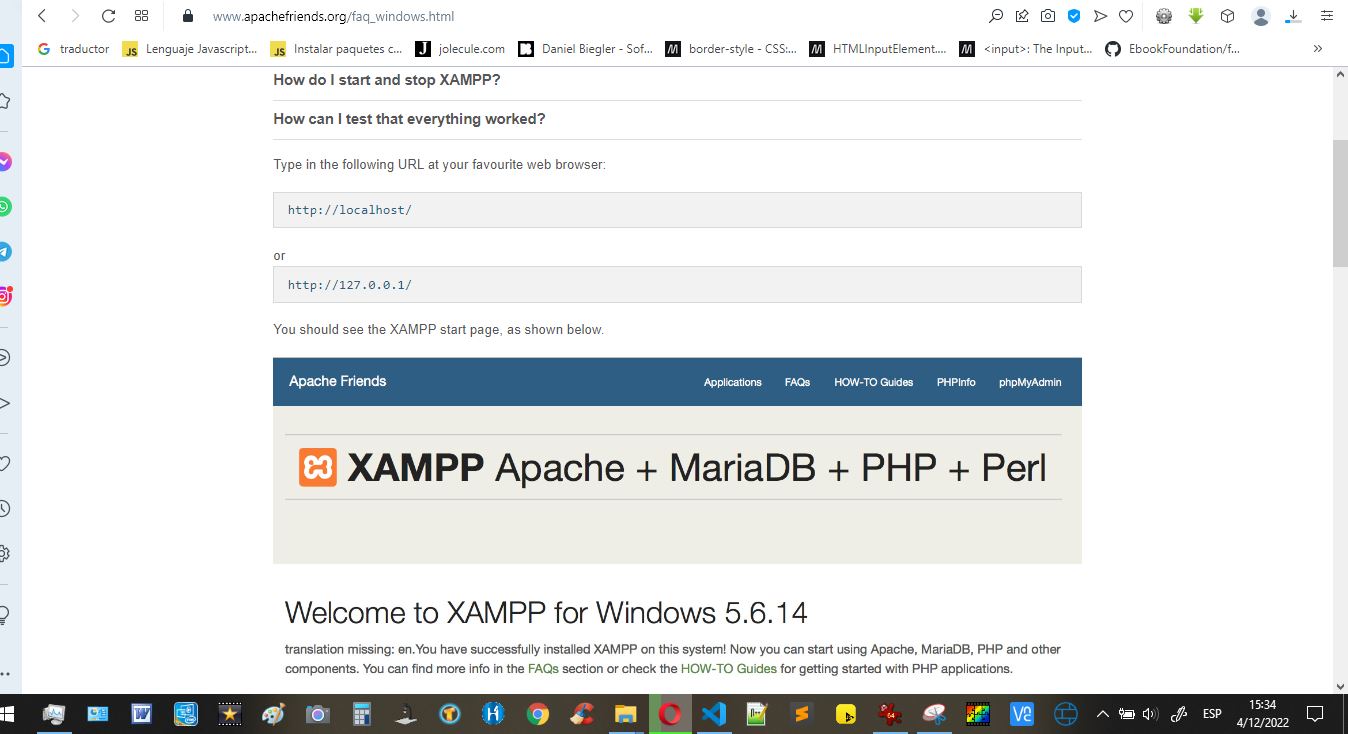 www.apachefriends.org/faq_windows.html
traductor
Lenguaje Javascript...
Instalar paquetes c...
jolecule.com
Daniel Biegler - Sof...
border-style - CSS:...
HTMLInputElement....
<input>: The Input...
EbookFoundation/f...
How do I start and stop XAMPP?
How can I test that everything worked?
Type in the following URL at your favourite web browser:
http://localhost/
or
http://127.0.0.1/
You should see the XAMPP start page, as shown below.
Apache Friends
Applications
FAQs
HOW-TO Guides
PHPInfo
phpMyAdmin
XAMPP Apache + MariaDB + PHP + Perl
Welcome to XAMPP for Windows 5.6.14
translation missing: en.You have successfully installed XAMPP on this system! Now you can start using Apache, MariaDB, PHP and other
components. You can find more info in the FAQs section or check the HOW-TO Guides for getting started with PHP applications.
ESP
15:34
4/12/2022